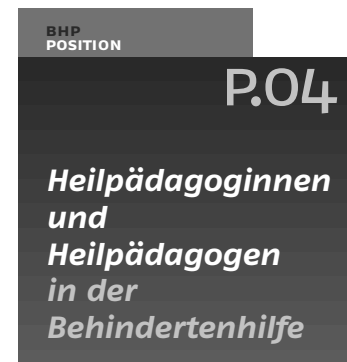 BHP
POSITION
P.04
Heilpädagoginnen
und
Heilpädagogen
in der
Behindertenhilfe